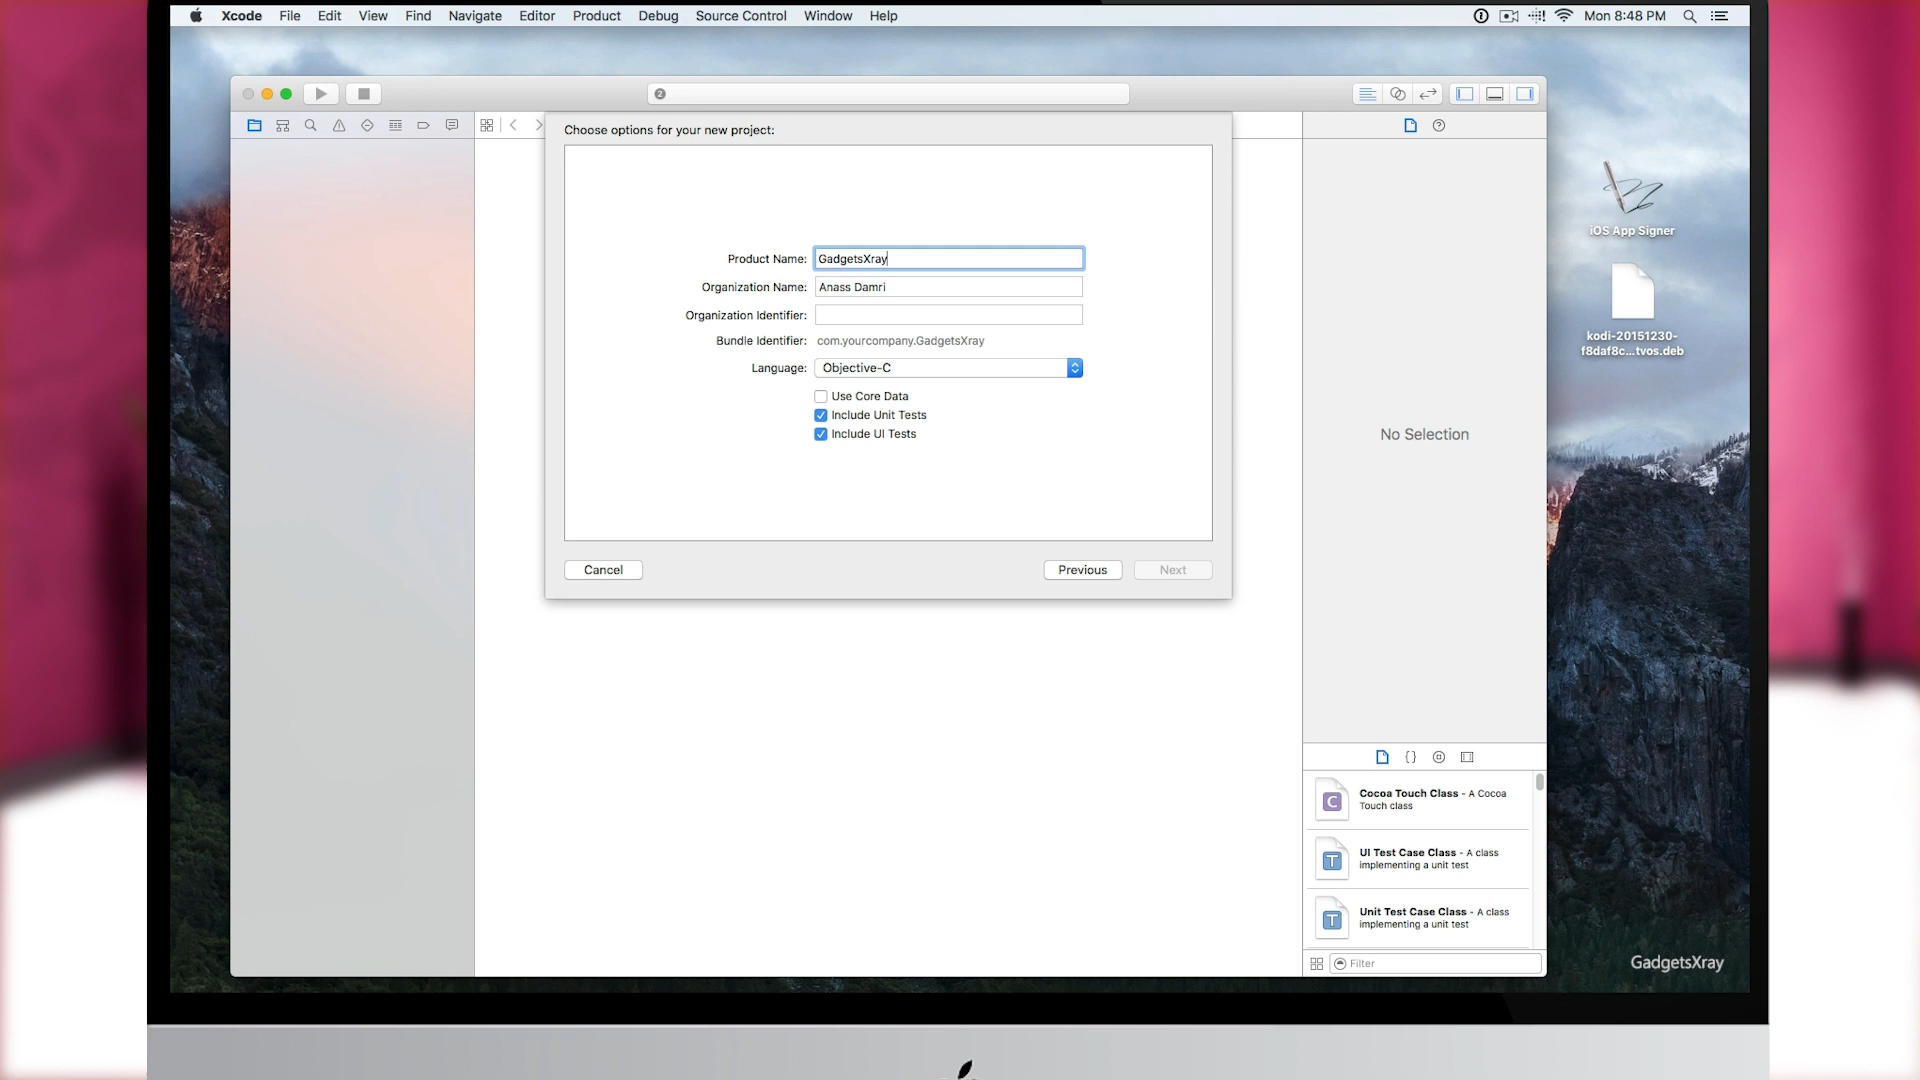 Xcode File Edit View Find Navigate Editor Product Debug Source Control Window Help
Mon 8:48 PM
2
Choose options for your new project:
Product Name: GadgetsXray
Organization Name: Anass Damri
Organization Identifier:
Bundle Identifier: com.yourcompany.GadgetsXray
Language: Objective-C
Use Core Data
Include Unit Tests
Include UI Tests
Cancel
Previous
Next
No Selection
C
Cocoa Touch Class - A Cocoa
Touch class
T
UI Test Case Class - A class
implementing a unit test
T
Unit Test Case Class - A class
implementing a unit test
Filter
iOS App Signer
kodi-20151230-
f8daf8c...tvos.deb
GadgetsXray